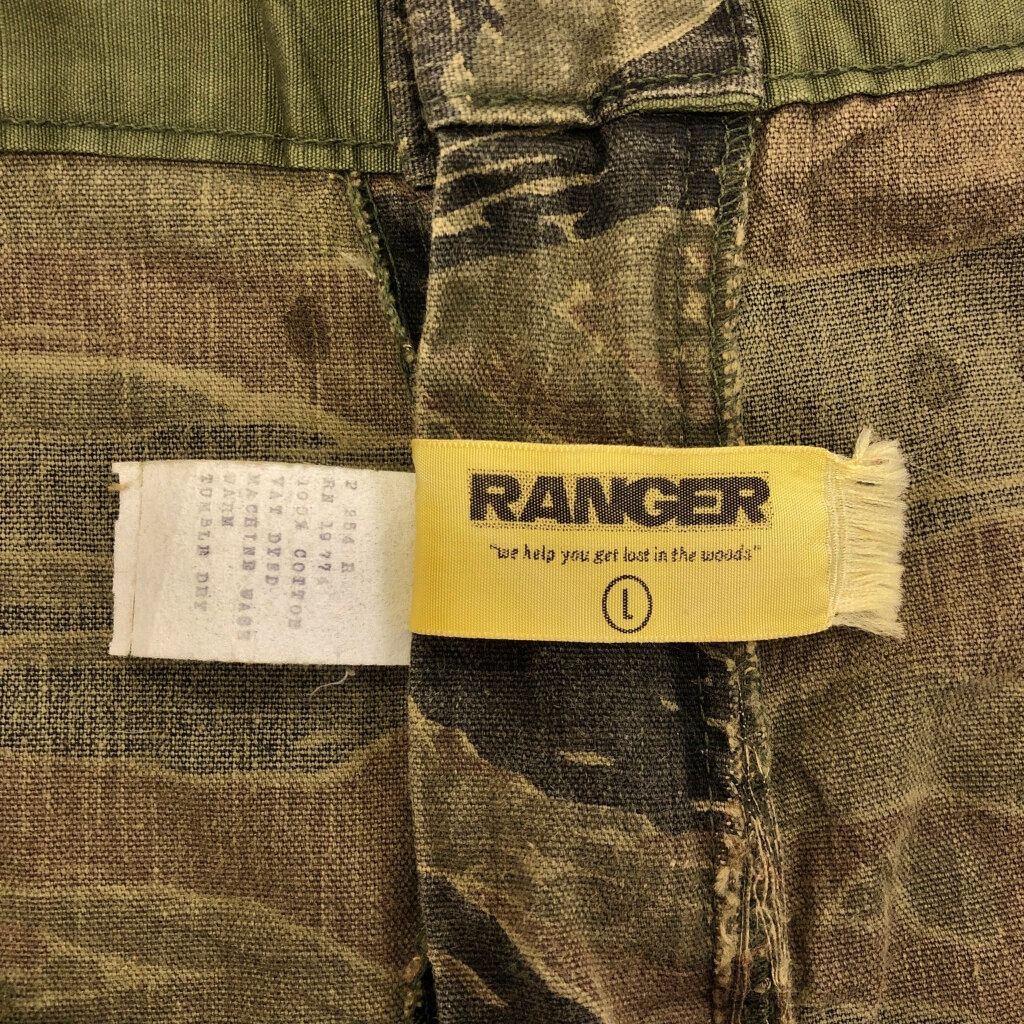 RANGER
"we help you get lost in the woods"
L
100% COTTON
VAT DYED
MACHINE WASH
WARM
TUMBLE DRY